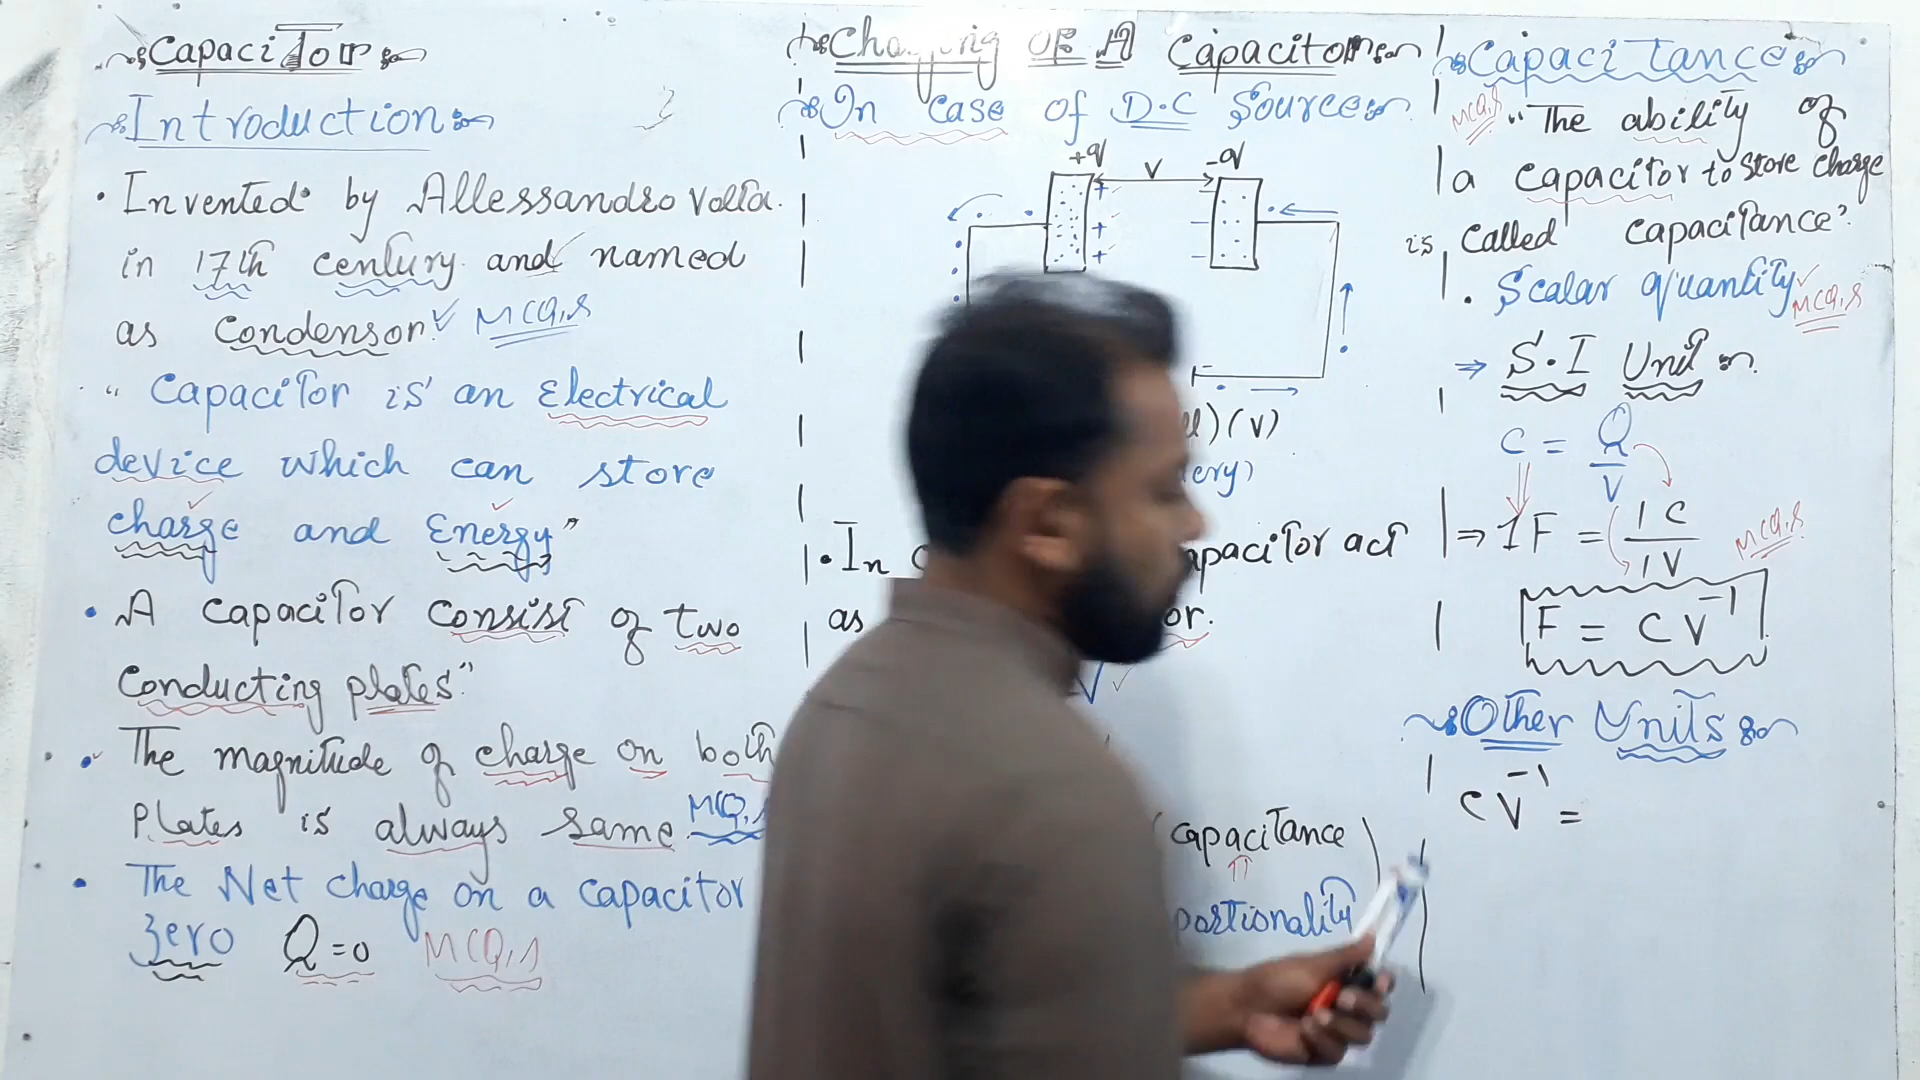 Capacitor
Introduction
• Invented by Allessandro Volta.
in 17th century and named
as Condensor. MCQ,s
" Capacitor is an Electrical
device which can store
charge and Energy"
• A capacitor consist of two
Conducting plates"
• The magnitude of charge on both
Plates is always same. MCQ,s
• The Net charge on a capacitor
zero Q = 0 MCQ,s
Charging OF A Capacitor
In Case of D.C Source
+q V -q
+
+
+
-
) (V)
ery)
• In capacitor act
as or.
(capacitance
portionality
Capacitance
MCQ,s "The ability of
a capacitor to store charge
is called capacitance".
• Scalar quantity MCQ,s
⇒ S.I Unit
C = Q
V
⇒ 1F = 1C MCQ,s
1V
F = CV⁻¹
Other Units
CV⁻¹ =